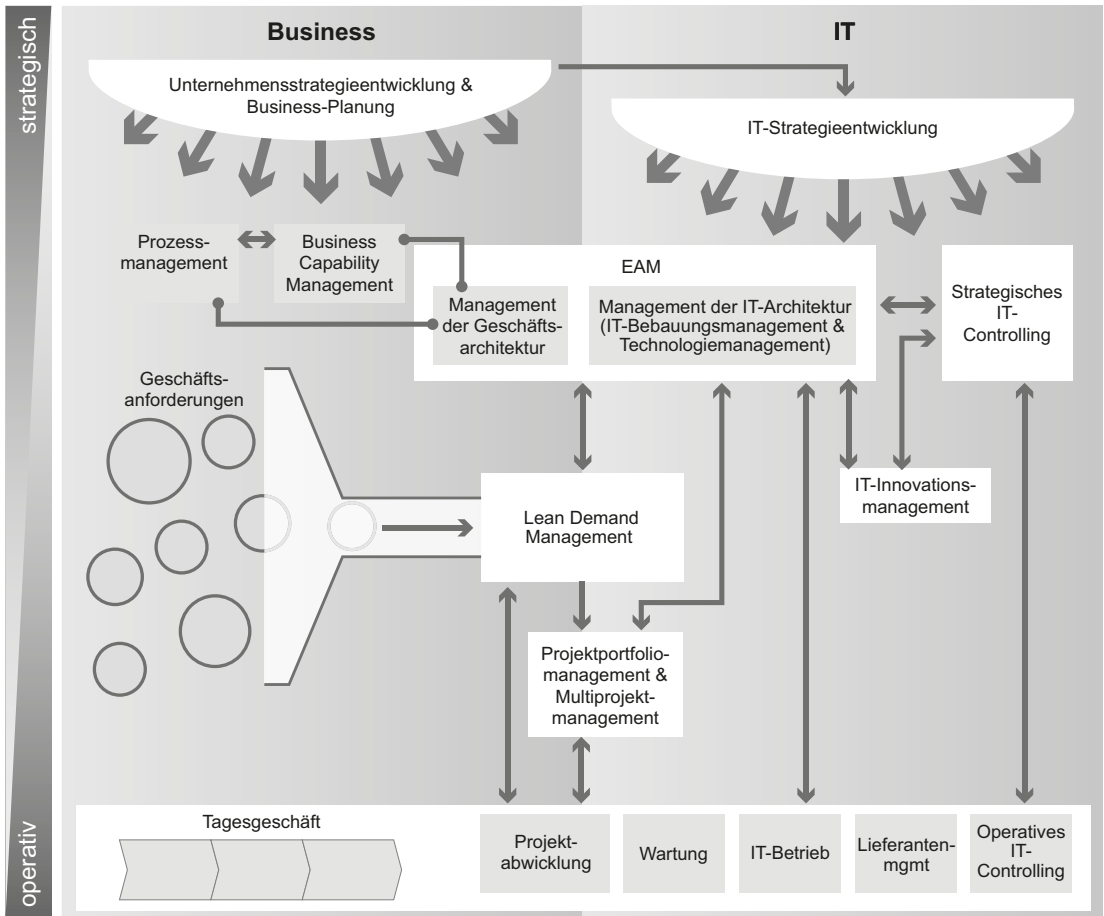 strategisch
Business
IT
Unternehmensstrategieentwicklung &
Business-Planung
IT-Strategieentwicklung
Prozess-
management
Business
Capability
Management
EAM
Management
der Geschäfts-
architektur
Management der IT-Architektur
(IT-Bebauungsmanagement &
Technologiemanagement)
Strategisches
IT-
Controlling
Geschäfts-
anforderungen
IT-Innovations-
management
Lean Demand
Management
Projektportfolio-
management &
Multiprojekt-
management
operativ
Tagesgeschäft
Projekt-
abwicklung
Wartung
IT-Betrieb
Lieferanten-
mgmt
Operatives
IT-
Controlling